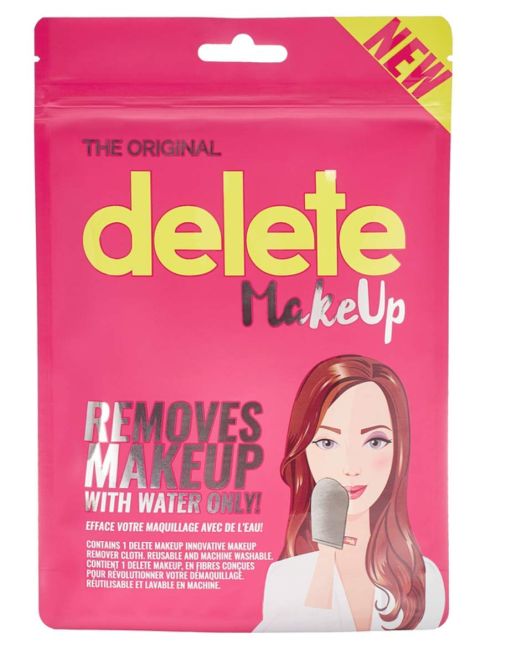 NEW
THE ORIGINAL
delete
MakeUp
REMOVES
MAKEUP
WITH WATER ONLY!
EFFACE VOTRE MAQUILLAGE AVEC DE L'EAU!
CONTAINS 1 DELETE MAKEUP INNOVATIVE MAKEUP
REMOVER CLOTH. REUSABLE AND MACHINE WASHABLE.
CONTIENT 1 DELETE MAKEUP, EN FIBRES CONÇUES
POUR RÉVOLUTIONNER VOTRE DÉMAQUILLAGE.
RÉUTILISABLE ET LAVABLE EN MACHINE.